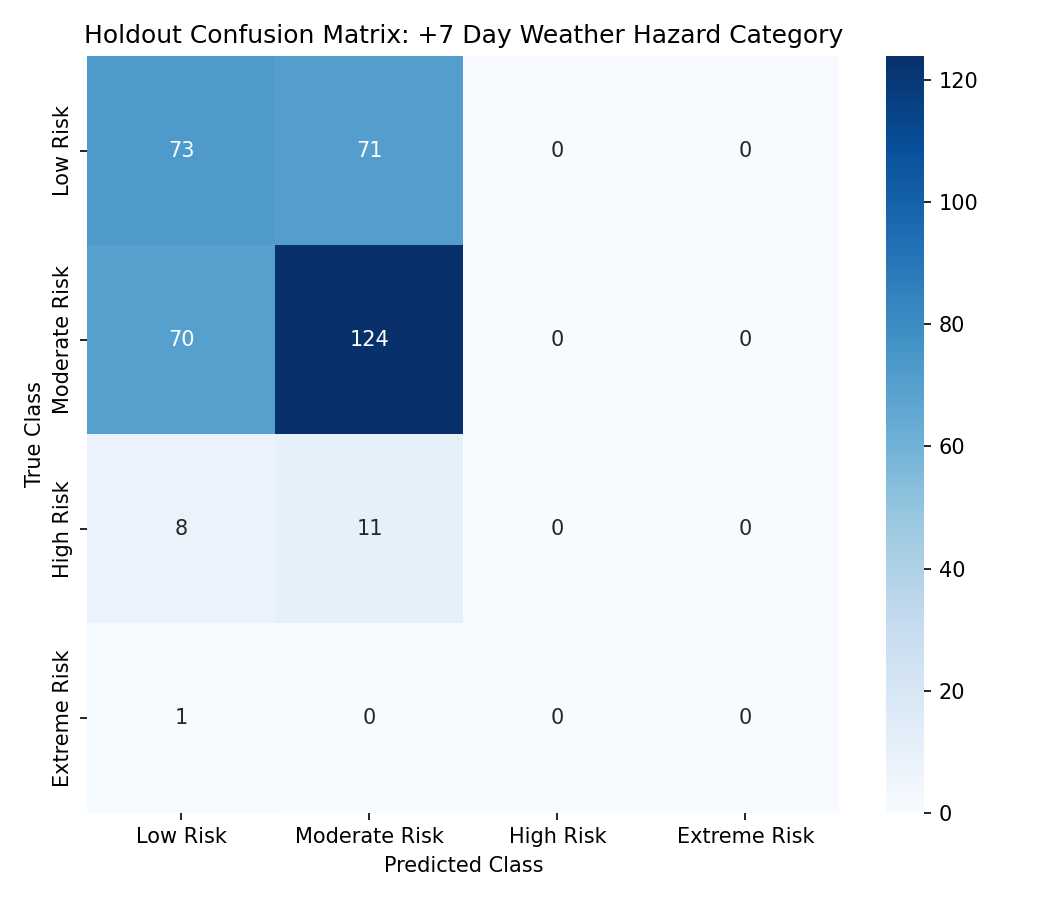 Holdout Confusion Matrix: +7 Day Weather Hazard Category
True Class
Low Risk
73 71 0 0
Moderate Risk
70 124 0 0
High Risk
8 11 0 0
Extreme Risk
1 0 0 0
Low Risk Moderate Risk High Risk Extreme Risk
Predicted Class
120
100
80
60
40
20
0